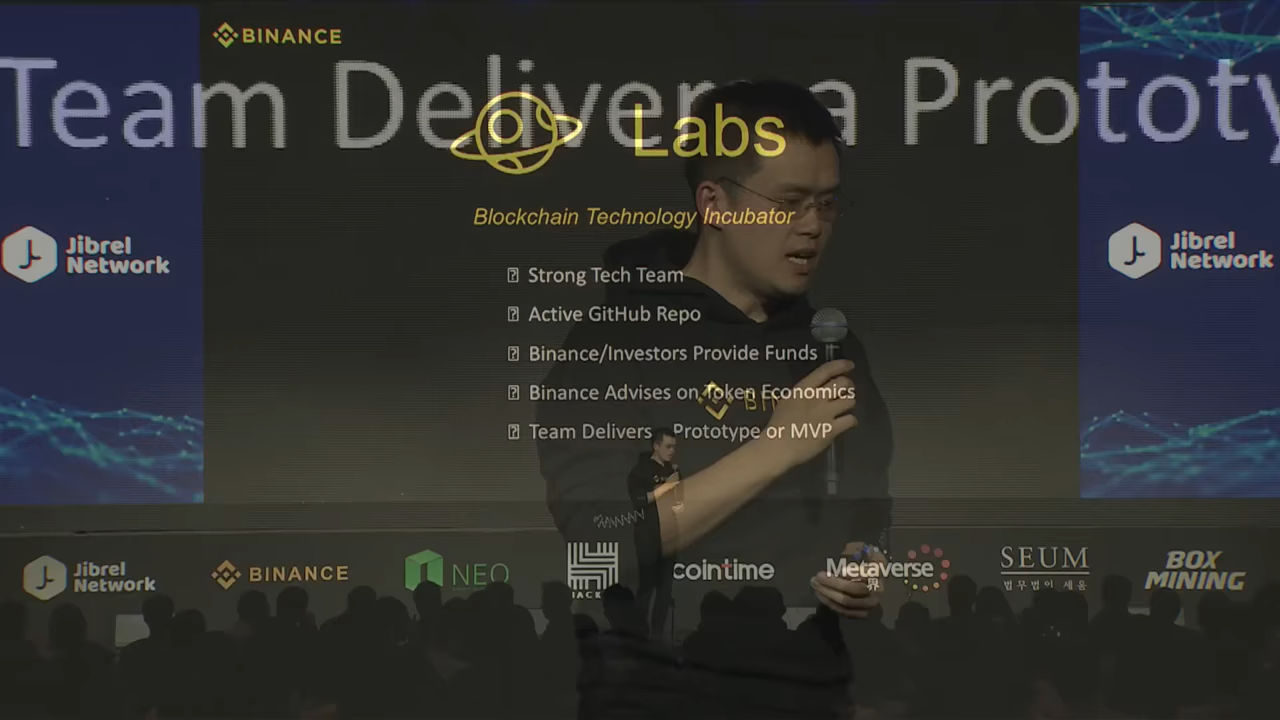 BINANCE
Team Deliver a Prototy
Labs
Blockchain Technology Incubator
Strong Tech Team
Active GitHub Repo
Binance/Investors Provide Funds
Binance Advises on Token Economics
Team Delivers Prototype or MVP
Jibrel
Network
Jibrel
Network
Jibrel
Network
BINANCE
NEO
cointime
Metaverse
界
SEUM
법무법인 세움
BOX
MINING